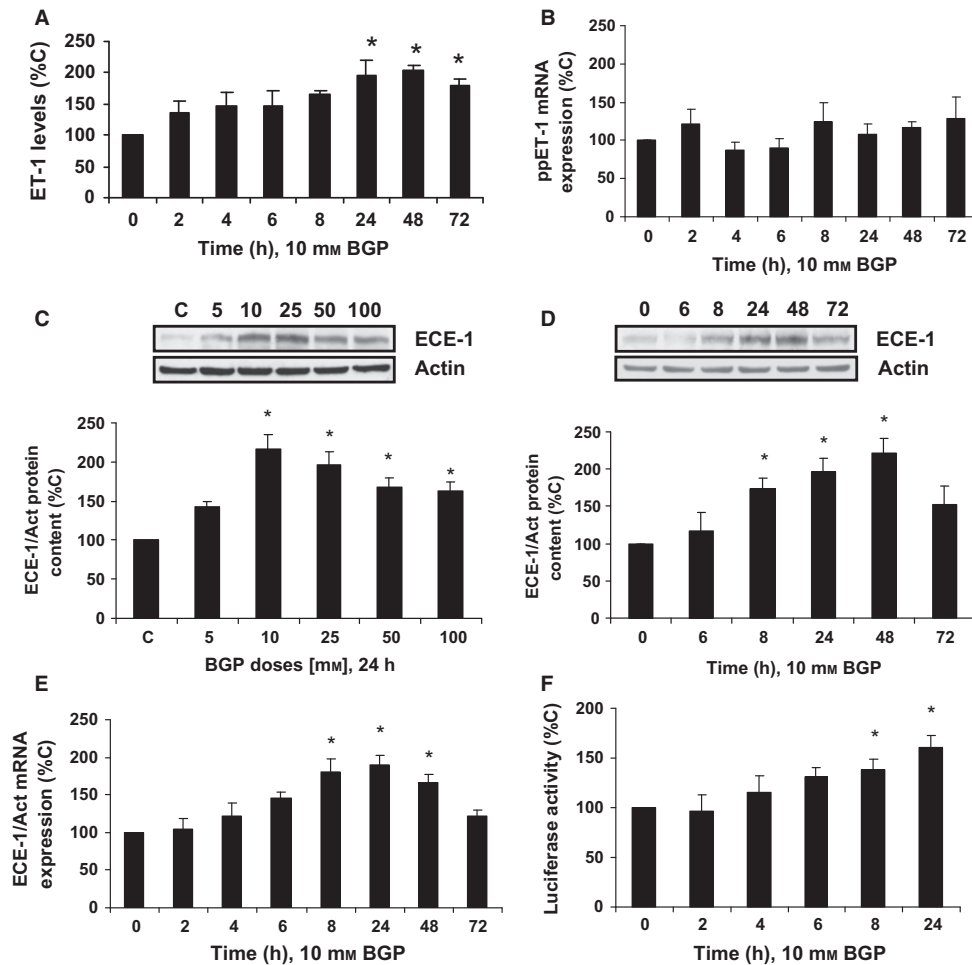 A
ET-1 levels (%C)
250
200
150
100
50
0
* * *
0 2 4 6 8 24 48 72
Time (h), 10 mM BGP
B
ppET-1 mRNA
expression (%C)
250
200
150
100
50
0
0 2 4 6 8 24 48 72
Time (h), 10 mM BGP
C
C 5 10 25 50 100
ECE-1
Actin
ECE-1/Act protein
content (%C)
250
200
150
100
50
0
* * * *
C 5 10 25 50 100
BGP doses [mM], 24 h
D
0 6 8 24 48 72
ECE-1
Actin
ECE-1/Act protein
content (%C)
250
200
150
100
50
0
* * *
0 6 8 24 48 72
Time (h), 10 mM BGP
E
ECE-1/Act mRNA
expression (%C)
250
200
150
100
50
0
* * *
0 2 4 6 8 24 48 72
Time (h), 10 mM BGP
F
Luciferase activity (%C)
200
150
100
50
0
* *
0 2 4 6 8 24
Time (h), 10 mM BGP